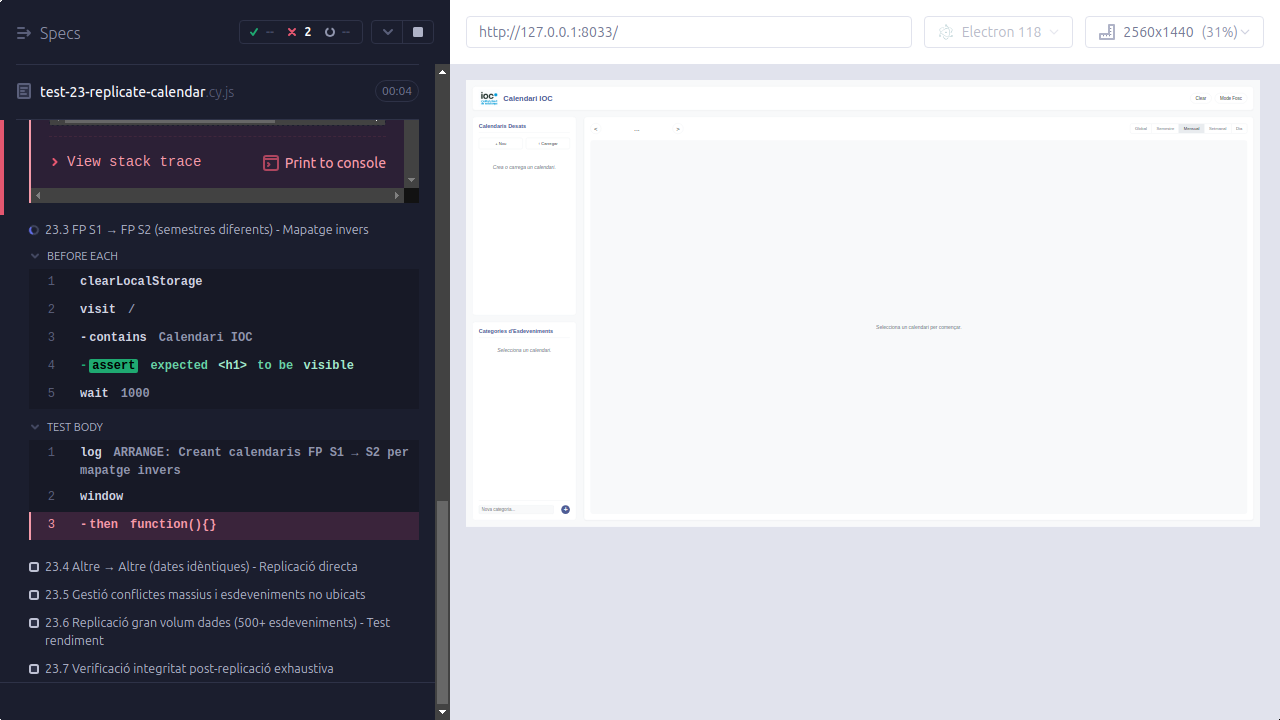 Specs
--
2
--
test-23-replicate-calendar.cy.js
00:04
View stack trace
Print to console
23.3 FP S1 → FP S2 (semestres diferents) - Mapatge invers
BEFORE EACH
1 clearLocalStorage
2 visit /
3 -contains Calendari IOC
4 -assert expected <h1> to be visible
5 wait 1000
TEST BODY
1 log ARRANGE: Creant calendaris FP S1 → S2 per
mapatge invers
2 window
3 -then function(){}
23.4 Altre → Altre (dates idèntiques) - Replicació directa
23.5 Gestió conflictes massius i esdeveniments no ubicats
23.6 Replicació gran volum dades (500+ esdeveniments) - Test
rendiment
23.7 Verificació integritat post-replicació exhaustiva
http://127.0.0.1:8033/
Electron 118
2560x1440 (31%)
ioc
Calendari IOC
Clear
Mode Fosc
Calendaris Desats
+ Nou
Carregar
Crea o carrega un calendari.
Categories d'Esdeveniments
Selecciona un calendari.
Nova categoria...
+
<
...
>
Global
Semestre
Mensual
Setmanal
Dia
Selecciona un calendari per començar.